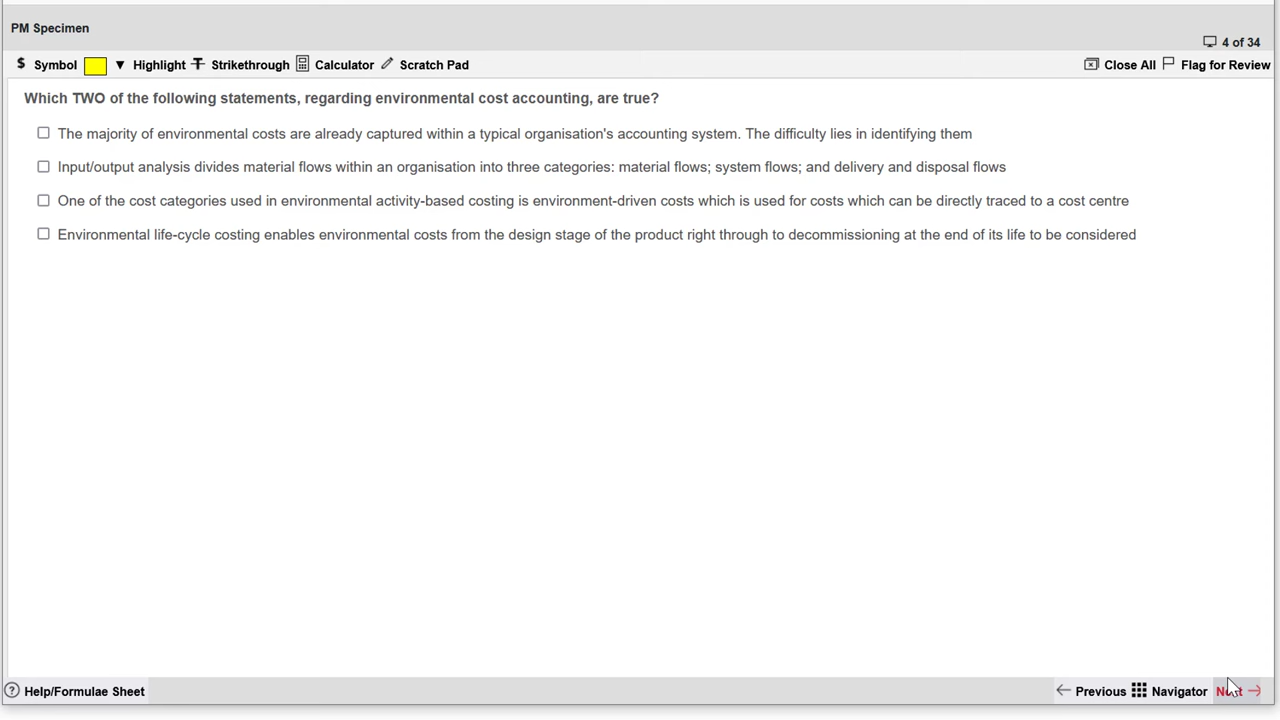 PM Specimen
4 of 34
$ Symbol ▼ Highlight Strikethrough Calculator Scratch Pad Close All Flag for Review
Which TWO of the following statements, regarding environmental cost accounting, are true?
The majority of environmental costs are already captured within a typical organisation's accounting system. The difficulty lies in identifying them
Input/output analysis divides material flows within an organisation into three categories: material flows; system flows; and delivery and disposal flows
One of the cost categories used in environmental activity-based costing is environment-driven costs which is used for costs which can be directly traced to a cost centre
Environmental life-cycle costing enables environmental costs from the design stage of the product right through to decommissioning at the end of its life to be considered
? Help/Formulae Sheet ← Previous Navigator Next →